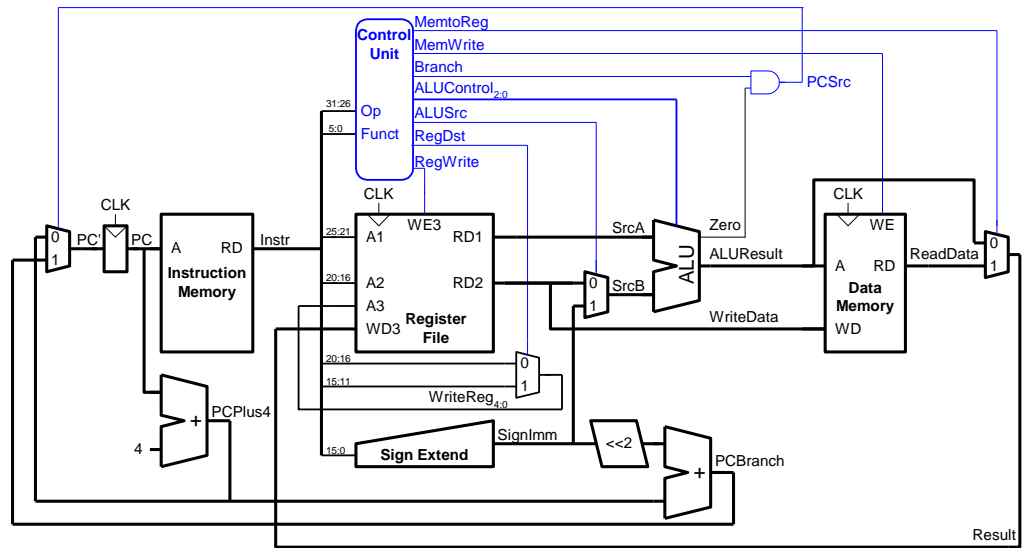 MemtoReg
Control Unit
MemWrite
Branch
PCSrc
ALUControl2:0
31:26
Op
ALUSrc
5:0
Funct
RegDst
RegWrite
CLK
CLK
CLK
WE3
WE
0
1
PC'
PC
A
RD
Instr
Instruction Memory
25:21
A1
RD1
SrcA
Zero
ALU
ALUResult
20:16
A2
RD2
0
1
SrcB
A3
WD3
Register File
A
RD
Data Memory
WD
ReadData
0
1
WriteData
20:16
0
15:11
1
WriteReg4:0
PCPlus4
+
4
SignImm
15:0
Sign Extend
<<2
+
PCBranch
Result